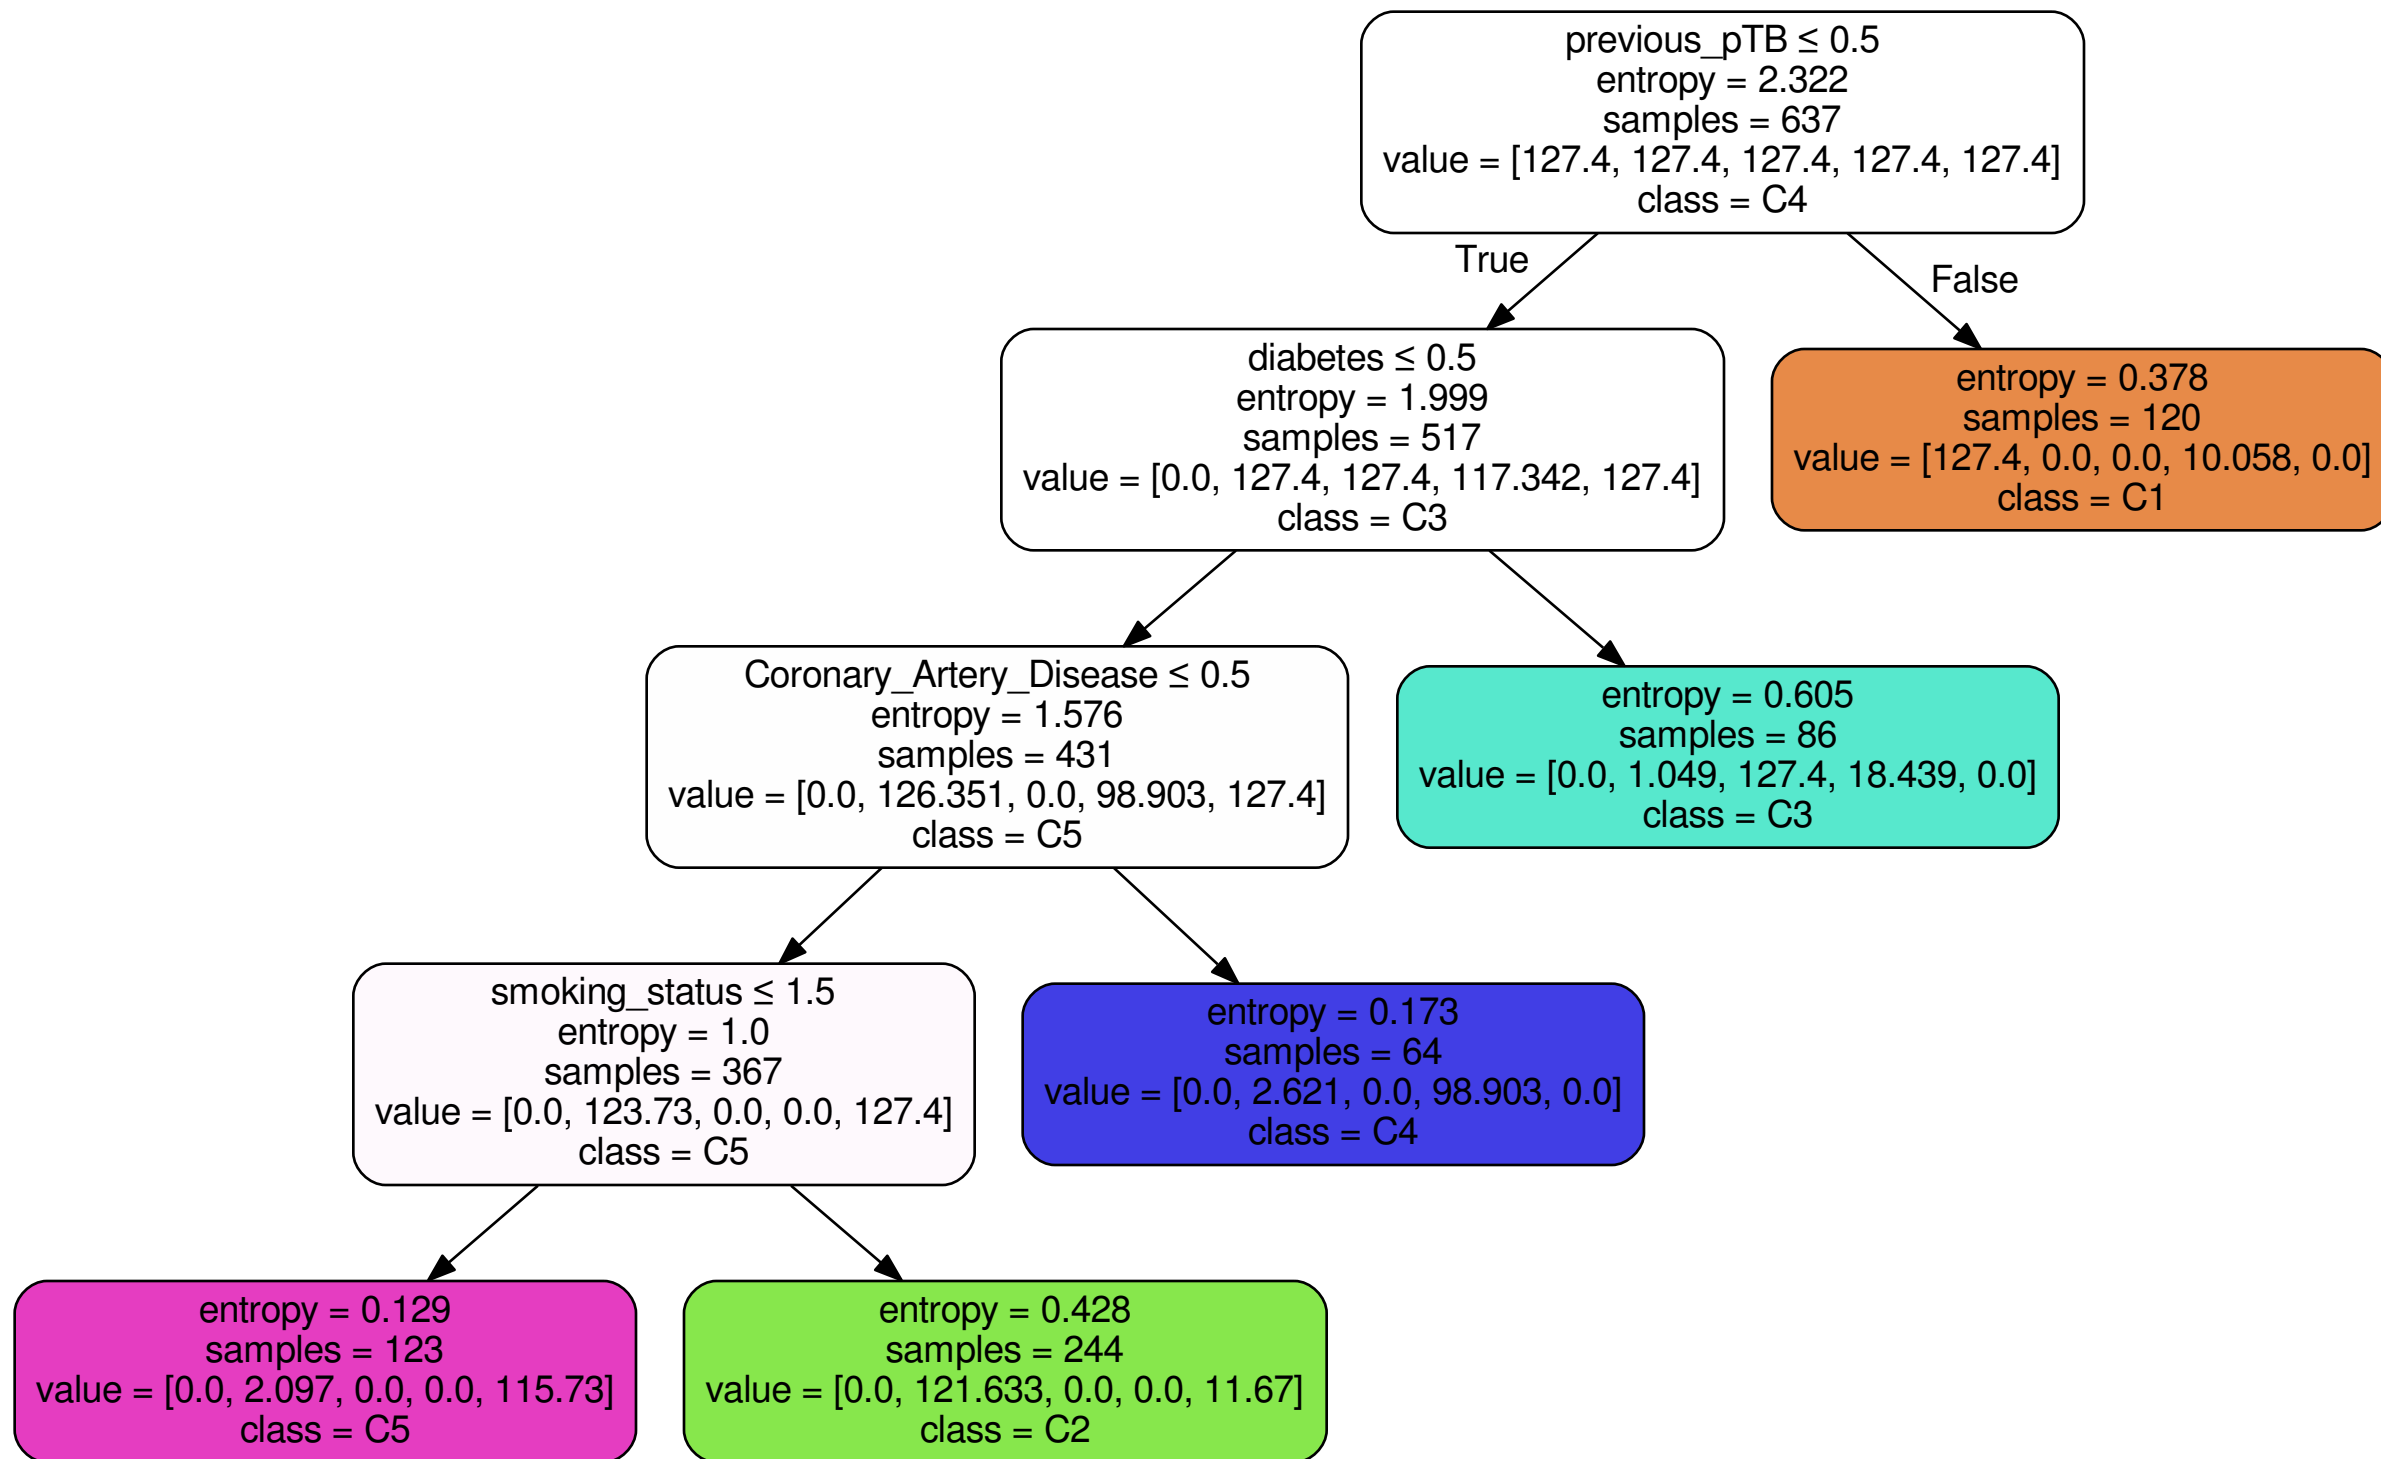 previous_pTB ≤ 0.5
entropy = 2.322
samples = 637
value = [127.4, 127.4, 127.4, 127.4, 127.4]
class = C4
True
False
diabetes ≤ 0.5
entropy = 1.999
samples = 517
value = [0.0, 127.4, 127.4, 117.342, 127.4]
class = C3
entropy = 0.378
samples = 120
value = [127.4, 0.0, 0.0, 10.058, 0.0]
class = C1
Coronary_Artery_Disease ≤ 0.5
entropy = 1.576
samples = 431
value = [0.0, 126.351, 0.0, 98.903, 127.4]
class = C5
entropy = 0.605
samples = 86
value = [0.0, 1.049, 127.4, 18.439, 0.0]
class = C3
smoking_status ≤ 1.5
entropy = 1.0
samples = 367
value = [0.0, 123.73, 0.0, 0.0, 127.4]
class = C5
entropy = 0.173
samples = 64
value = [0.0, 2.621, 0.0, 98.903, 0.0]
class = C4
entropy = 0.129
samples = 123
value = [0.0, 2.097, 0.0, 0.0, 115.73]
class = C5
entropy = 0.428
samples = 244
value = [0.0, 121.633, 0.0, 0.0, 11.67]
class = C2